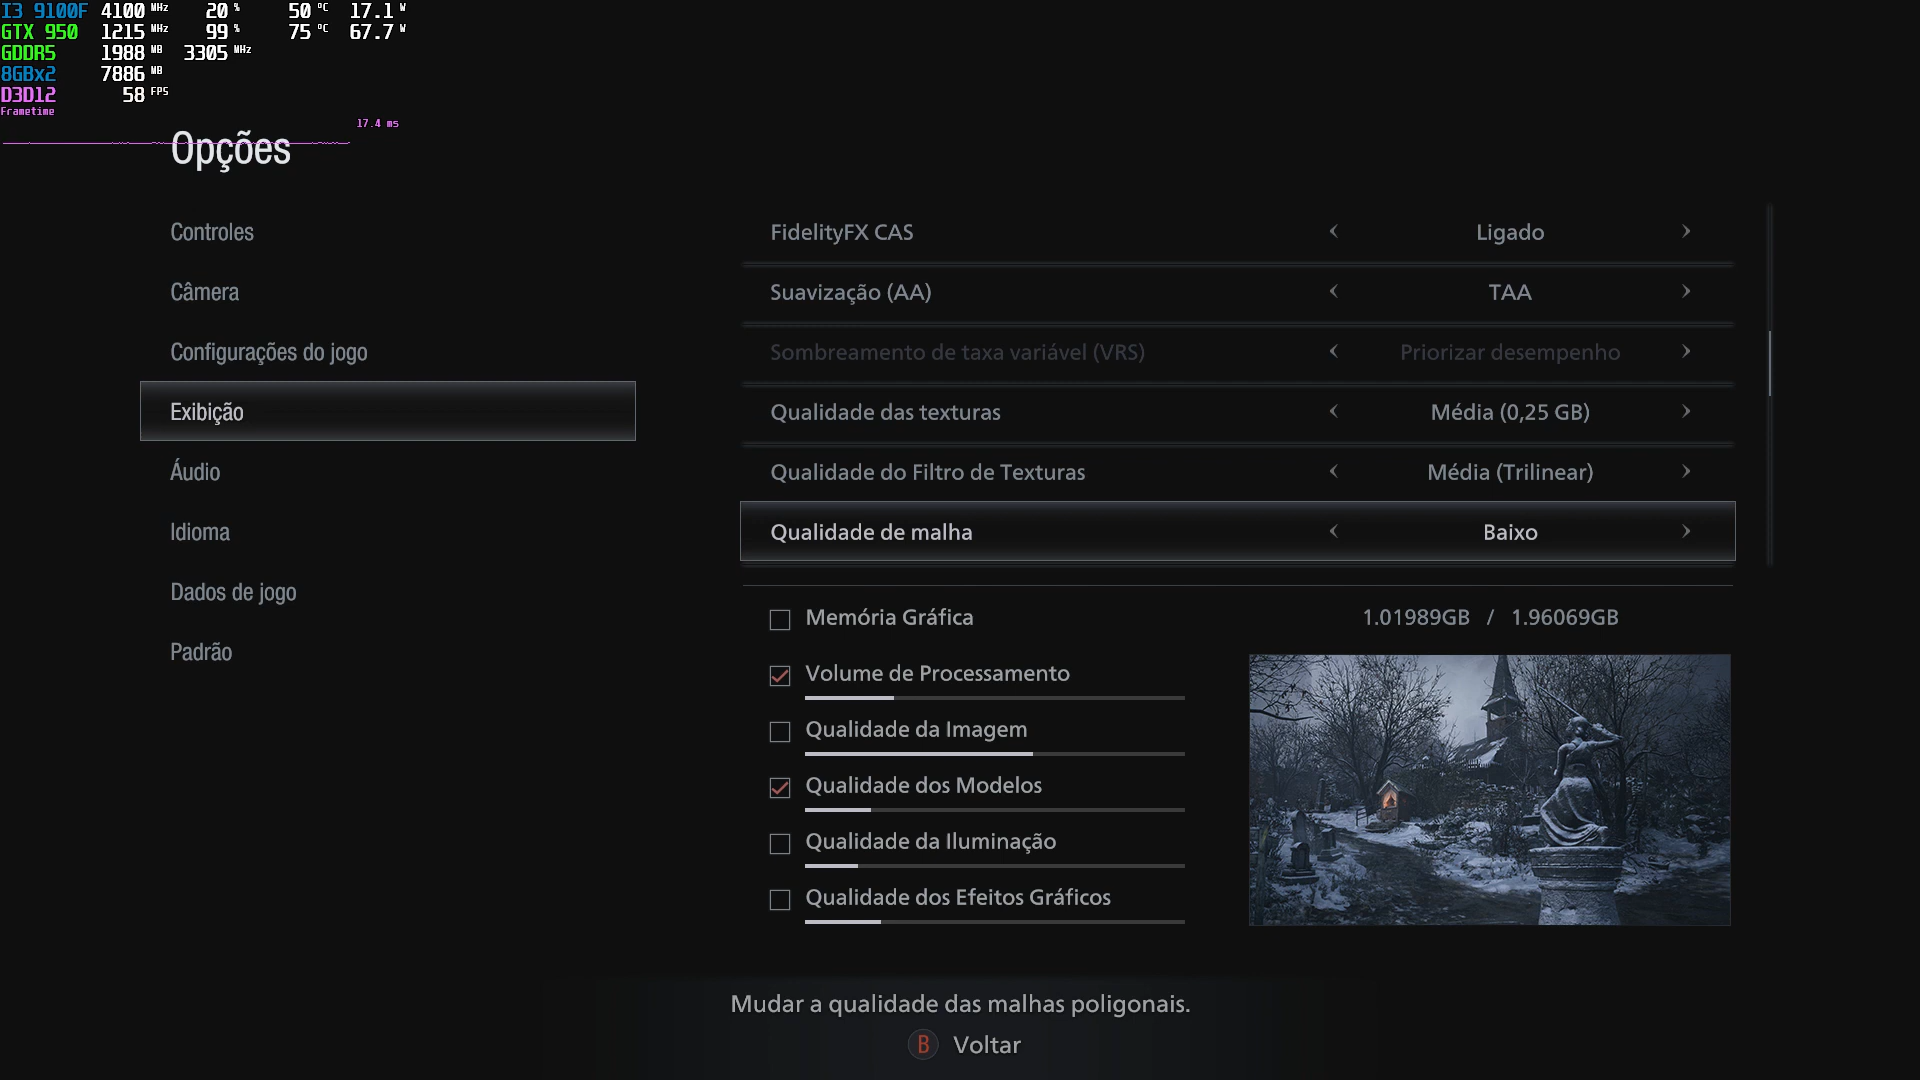 I3 9100F 4100 MHz 20 % 50 °C 17.1 W
GTX 950 1215 MHz 99 % 75 °C 67.7 W
GDDR5 1988 MB 3305 MHz
8GBx2 7886 MB
D3D12 58 FPS
Frametime
17.4 ms
Opções
Controles
Câmera
Configurações do jogo
Exibição
Áudio
Idioma
Dados de jogo
Padrão
FidelityFX CAS Ligado
Suavização (AA) TAA
Sombreamento de taxa variável (VRS) Priorizar desempenho
Qualidade das texturas Média (0,25 GB)
Qualidade do Filtro de Texturas Média (Trilinear)
Qualidade de malha Baixo
Memória Gráfica 1.01989GB / 1.96069GB
Volume de Processamento
Qualidade da Imagem
Qualidade dos Modelos
Qualidade da Iluminação
Qualidade dos Efeitos Gráficos
Mudar a qualidade das malhas poligonais.
B Voltar